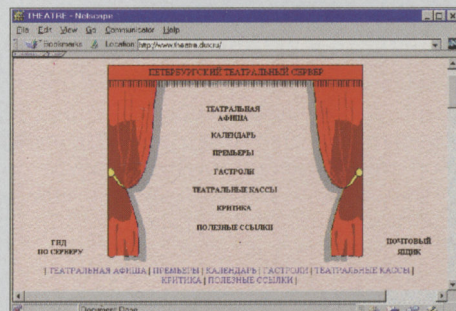 THEATRE - Netscape
File Edit View Go Communicator Help
Bookmarks Location: http://www.theatre.dux.ru/
ПЕТЕРБУРГСКИЙ ТЕАТРАЛЬНЫЙ СЕРВЕР
ТЕАТРАЛЬНАЯ
АФИША
КАЛЕНДАРЬ
ПРЕМЬЕРЫ
ГАСТРОЛИ
ТЕАТРАЛЬНЫЕ КАССЫ
КРИТИКА
ПОЛЕЗНЫЕ ССЫЛКИ
ГИД
ПО СЕРВЕРУ
ПОЧТОВЫЙ
ЯЩИК
| ТЕАТРАЛЬНАЯ АФИША | ПРЕМЬЕРЫ | КАЛЕНДАРЬ | ГАСТРОЛИ | ТЕАТРАЛЬНЫЕ КАССЫ |
КРИТИКА | ПОЛЕЗНЫЕ ССЫЛКИ |
Document Done